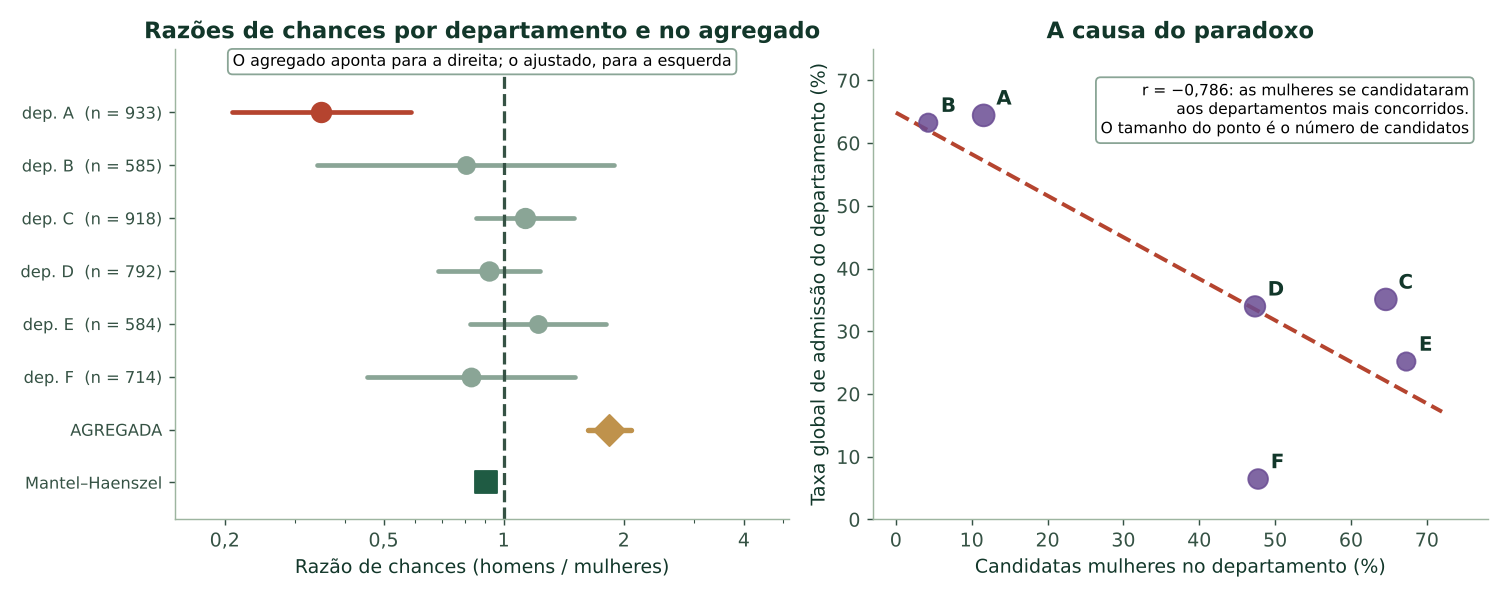 Razões de chances por departamento e no agregado
O agregado aponta para a direita; o ajustado, para a esquerda
dep. A (n = 933)
dep. B (n = 585)
dep. C (n = 918)
dep. D (n = 792)
dep. E (n = 584)
dep. F (n = 714)
AGREGADA
Mantel–Haenszel
0,2
0,5
1
2
4
Razão de chances (homens / mulheres)
A causa do paradoxo
r = −0,786: as mulheres se candidataram
aos departamentos mais concorridos.
O tamanho do ponto é o número de candidatos
Taxa global de admissão do departamento (%)
70
60
50
40
30
20
10
0
B
A
D
C
E
F
0
10
20
30
40
50
60
70
Candidatas mulheres no departamento (%)